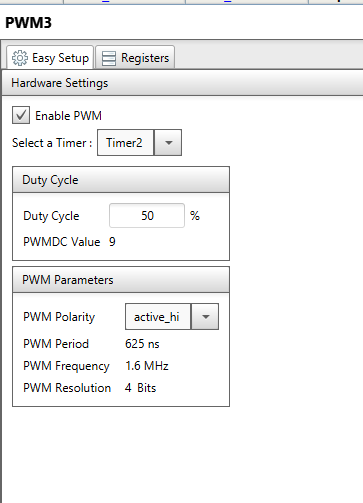 PWM3
Easy Setup Registers
Hardware Settings
Enable PWM
Select a Timer : Timer2
Duty Cycle
Duty Cycle 50 %
PWMDC Value 9
PWM Parameters
PWM Polarity active_hi
PWM Period 625 ns
PWM Frequency 1.6 MHz
PWM Resolution 4 Bits